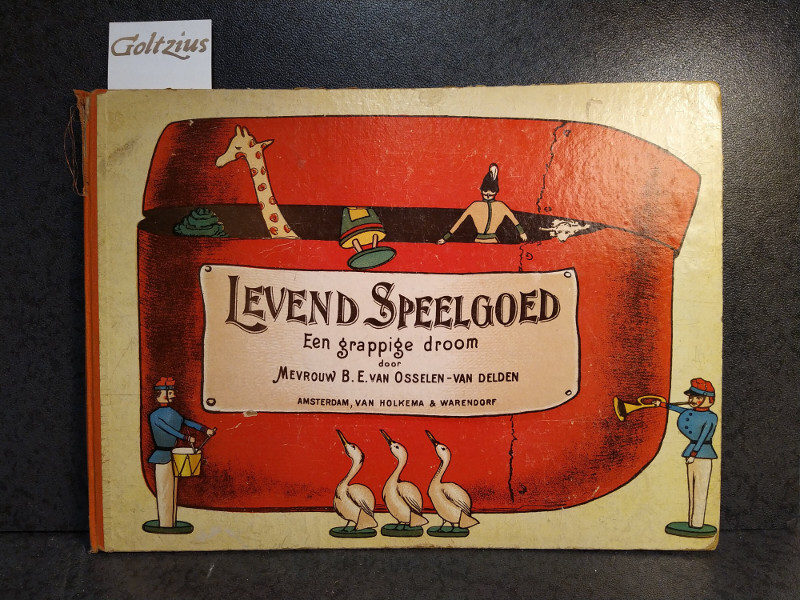 Goltzius
LEVEND SPEELGOED
Een grappige droom
door
MEVROUW B. E. VAN OSSELEN-VAN DELDEN
AMSTERDAM, VAN HOLKEMA & WARENDORF